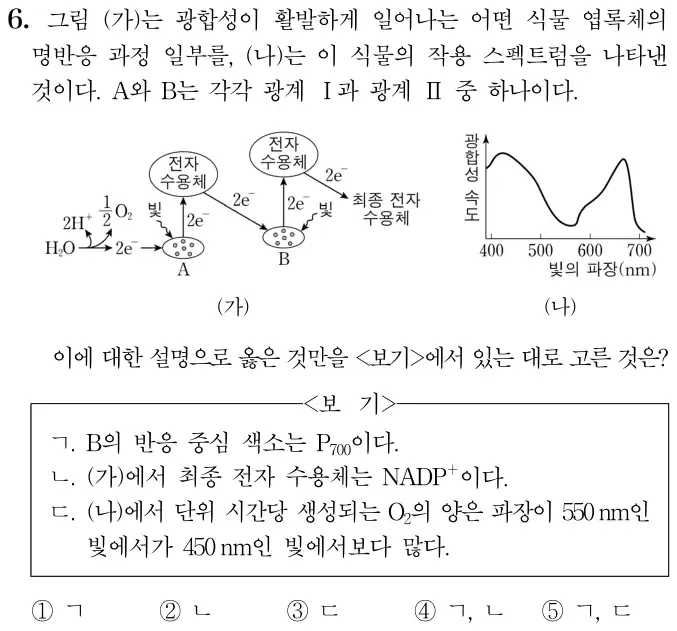 6. 그림 (가)는 광합성이 활발하게 일어나는 어떤 식물 엽록체의
명반응 과정 일부를, (나)는 이 식물의 작용 스펙트럼을 나타낸
것이다. A와 B는 각각 광계 Ⅰ과 광계 Ⅱ 중 하나이다.
전자
수용체
전자
수용체
2e⁻
최종 전자
수용체
2e⁻
2e⁻
빛
2e⁻
빛
2H⁺
1/2 O₂
H₂O
2e⁻
A
B
(가)
광합성 속도
400 500 600 700
빛의 파장(nm)
(나)
이에 대한 설명으로 옳은 것만을 <보기>에서 있는 대로 고른 것은?
<보 기>
ㄱ. B의 반응 중심 색소는 P₇₀₀이다.
ㄴ. (가)에서 최종 전자 수용체는 NADP⁺이다.
ㄷ. (나)에서 단위 시간당 생성되는 O₂의 양은 파장이 550 nm인
빛에서가 450 nm인 빛에서보다 많다.
① ㄱ ② ㄴ ③ ㄷ ④ ㄱ, ㄴ ⑤ ㄱ, ㄷ